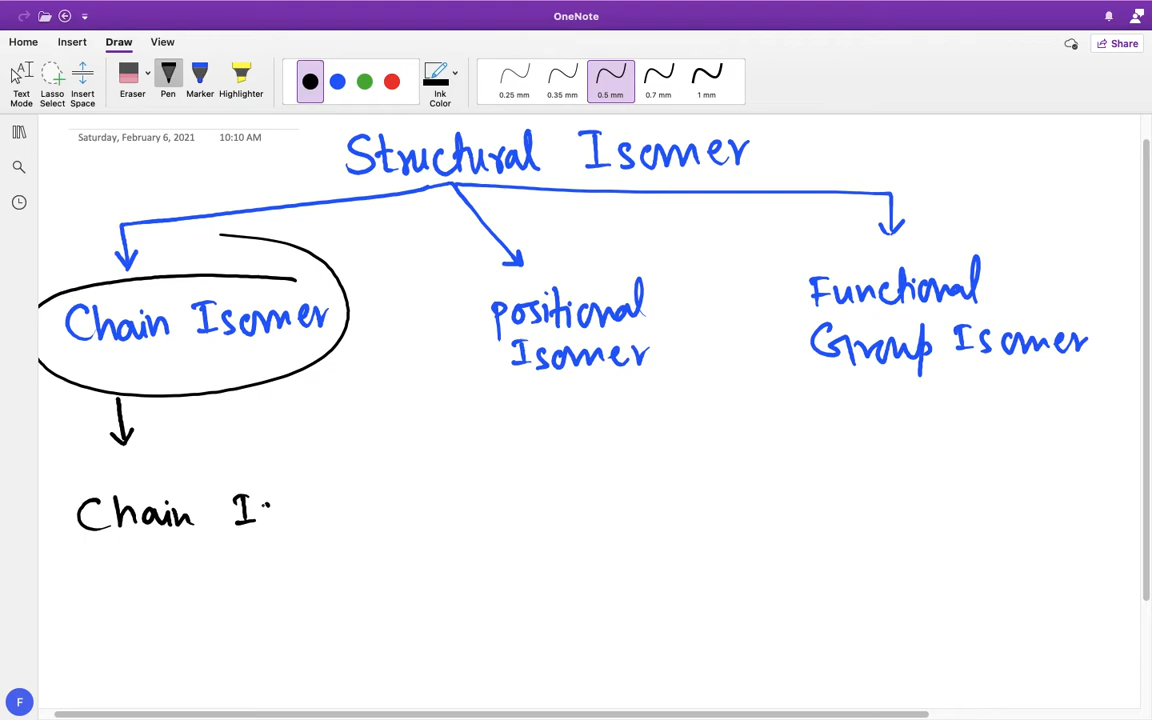 OneNote
Home Insert Draw View
Share
Text Mode
Lasso Select
Insert Space
Eraser
Pen
Marker
Highlighter
Ink Color
0.25 mm
0.35 mm
0.5 mm
0.7 mm
1 mm
Saturday, February 6, 2021 10:10 AM
Structural Isomer
Chain Isomer
Positional
Isomer
Functional
Group Isomer
Chain I
F